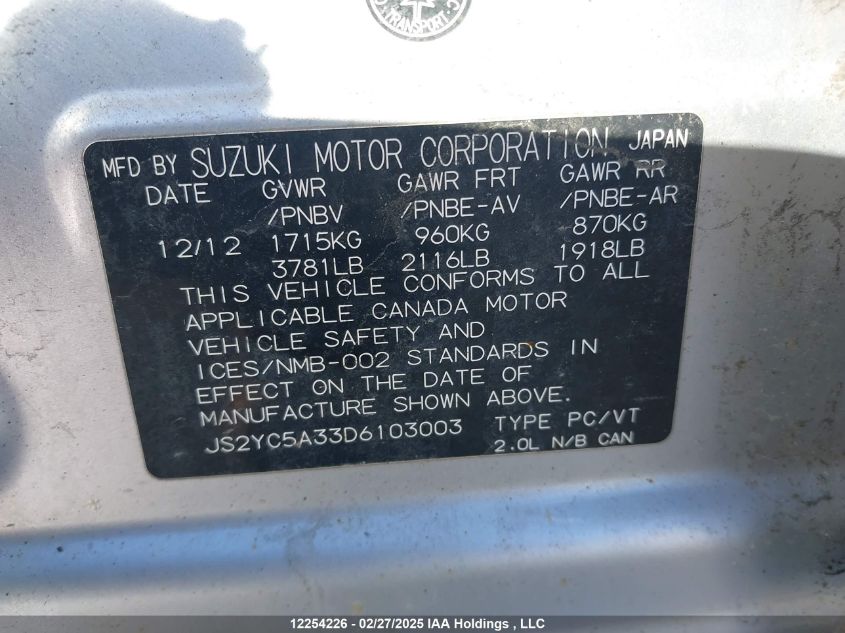 TRANSPORT
MFD BY SUZUKI MOTOR CORPORATION JAPAN
DATE GVWR GAWR FRT GAWR RR
/PNBV /PNBE-AV /PNBE-AR
12/12 1715KG 960KG 870KG
3781LB 2116LB 1918LB
THIS VEHICLE CONFORMS TO ALL
APPLICABLE CANADA MOTOR
VEHICLE SAFETY AND
ICES/NMB-002 STANDARDS IN
EFFECT ON THE DATE OF
MANUFACTURE SHOWN ABOVE.
JS2YC5A33D6103003 TYPE PC/VT
2.0L N/B CAN
12254226 - 02/27/2025 IAA Holdings , LLC